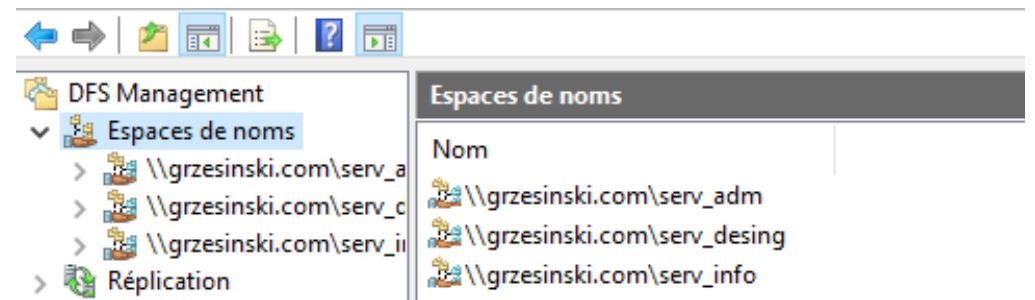 DFS Management
Espaces de noms
\\grzesinski.com\serv_a
\\grzesinski.com\serv_d
\\grzesinski.com\serv_i
Réplication
Espaces de noms
Nom
\\grzesinski.com\serv_adm
\\grzesinski.com\serv_desing
\\grzesinski.com\serv_info